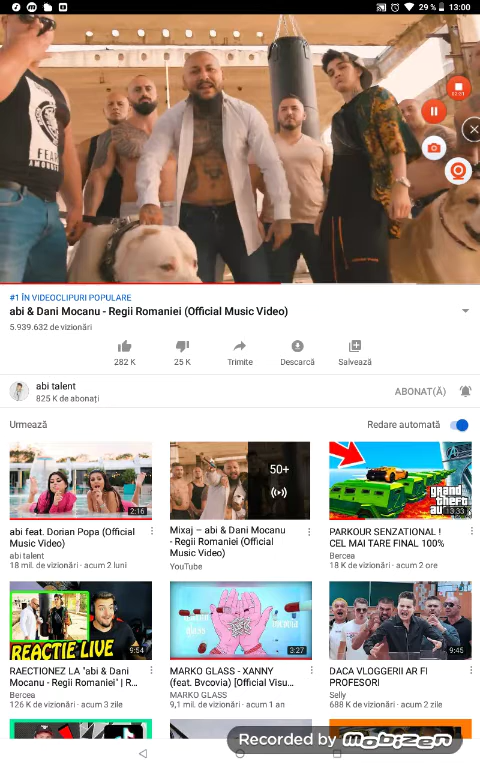 29 % 13:00
FEAR
#1 ÎN VIDEOCLIPURI POPULARE
abi & Dani Mocanu - Regii Romaniei (Official Music Video)
5.939.632 de vizionări
282 K
25 K
Trimite
Descarcă
Salvează
abi talent
825 K de abonați
ABONAT(Ă)
Urmează
Redare automată
2:16
50+
grand
theft
13:33
abi feat. Dorian Popa (Official
Music Video)
abi talent
18 mil. de vizionări · acum 2 luni
Mixaj – abi & Dani Mocanu
- Regii Romaniei (Official
Music Video)
YouTube
PARKOUR SENZATIONAL !
CEL MAI TARE FINAL 100%
Bercea
18 K de vizionări · acum 2 ore
REACTIE LIVE
9:54
3:27
9:45
RAECTIONEZ LA "abi & Dani
Mocanu - Regii Romaniei" | R...
Bercea
126 K de vizionări · acum 3 zile
MARKO GLASS - XANNY
(feat. Bvcovia) [Official Visu...
MARKO GLASS
9,1 mil. de vizionări · acum 1 an
DACA VLOGGERII AR FI
PROFESORI
Selly
688 K de vizionări · acum 2 zile
Recorded by mobizen